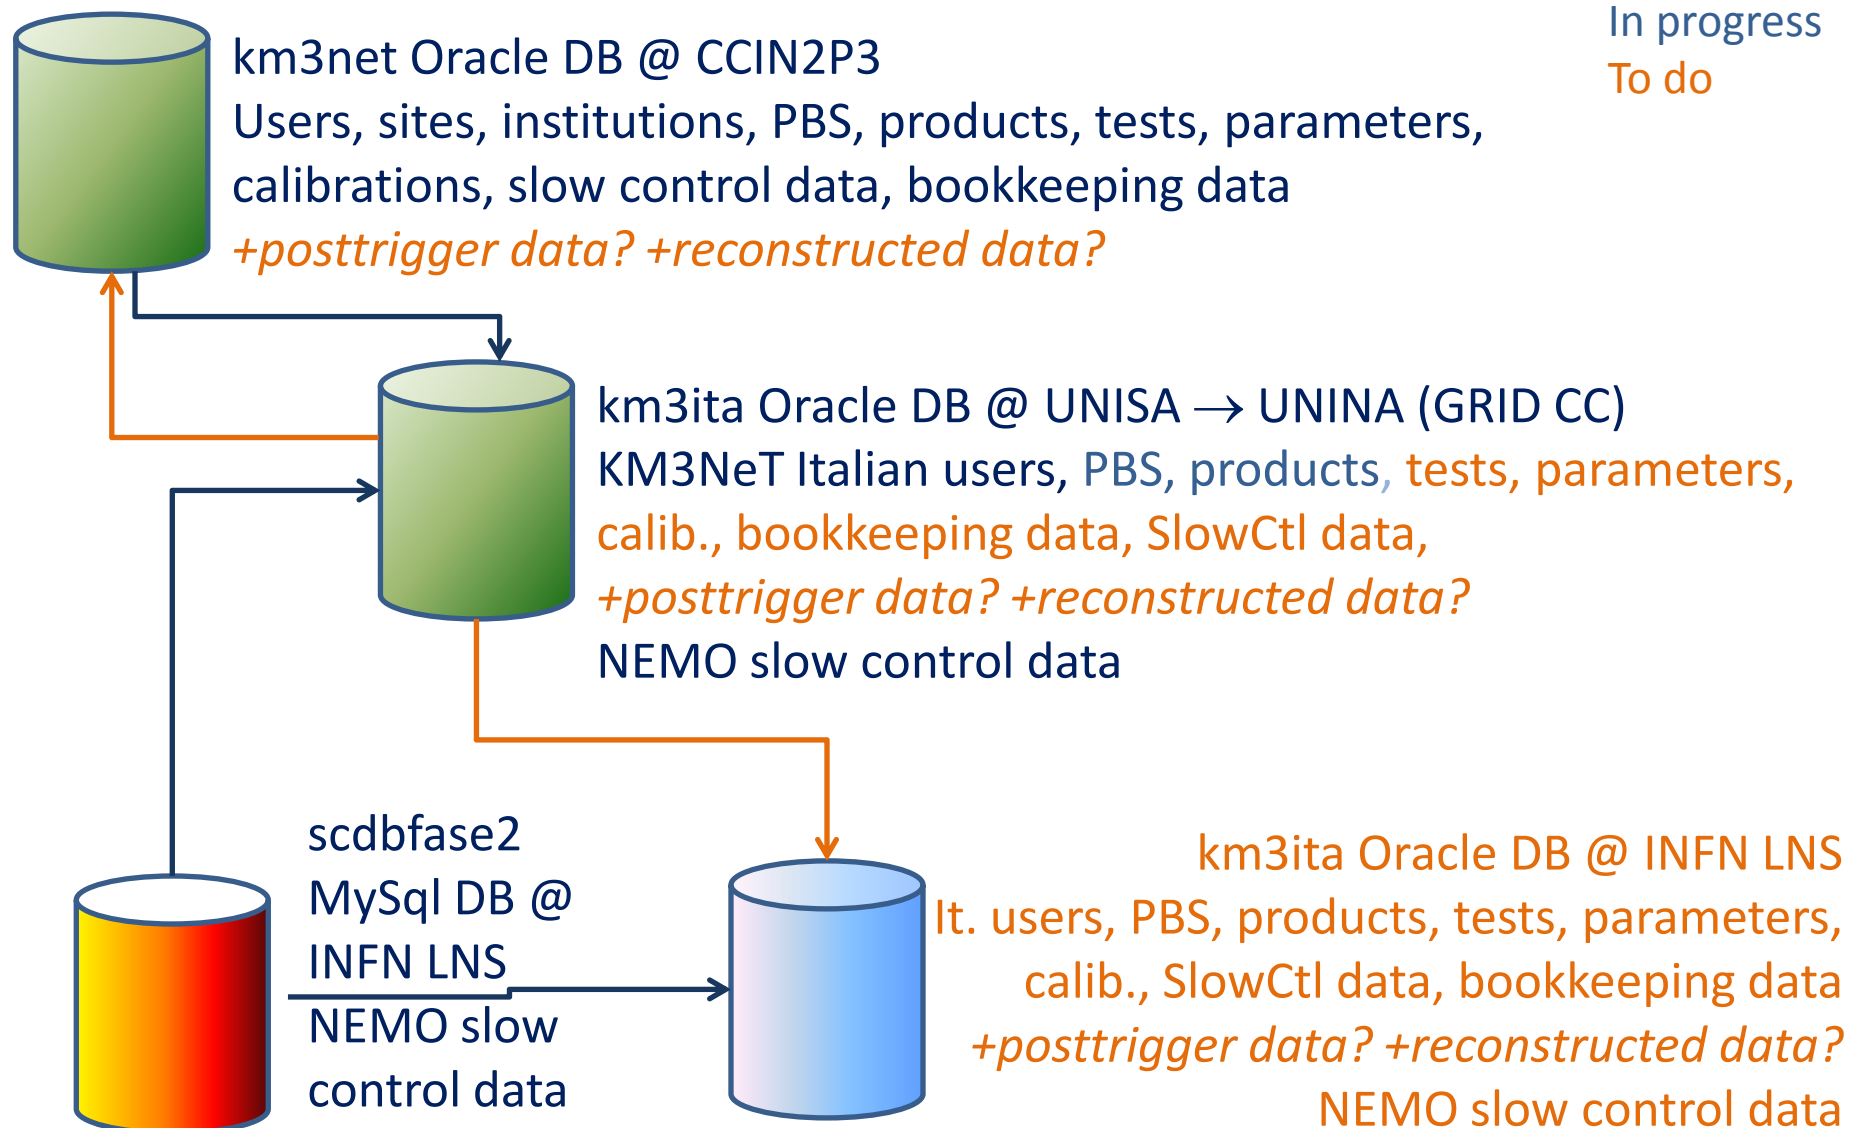 In progress
To do
km3net Oracle DB @ CCIN2P3
Users, sites, institutions, PBS, products, tests, parameters,
calibrations, slow control data, bookkeeping data
+posttrigger data? +reconstructed data?
km3ita Oracle DB @ UNISA → UNINA (GRID CC)
KM3NeT Italian users, PBS, products, tests, parameters,
calib., bookkeeping data, SlowCtl data,
+posttrigger data? +reconstructed data?
NEMO slow control data
scdbfase2
MySql DB @
INFN LNS
NEMO slow
control data
km3ita Oracle DB @ INFN LNS
It. users, PBS, products, tests, parameters,
calib., SlowCtl data, bookkeeping data
+posttrigger data? +reconstructed data?
NEMO slow control data